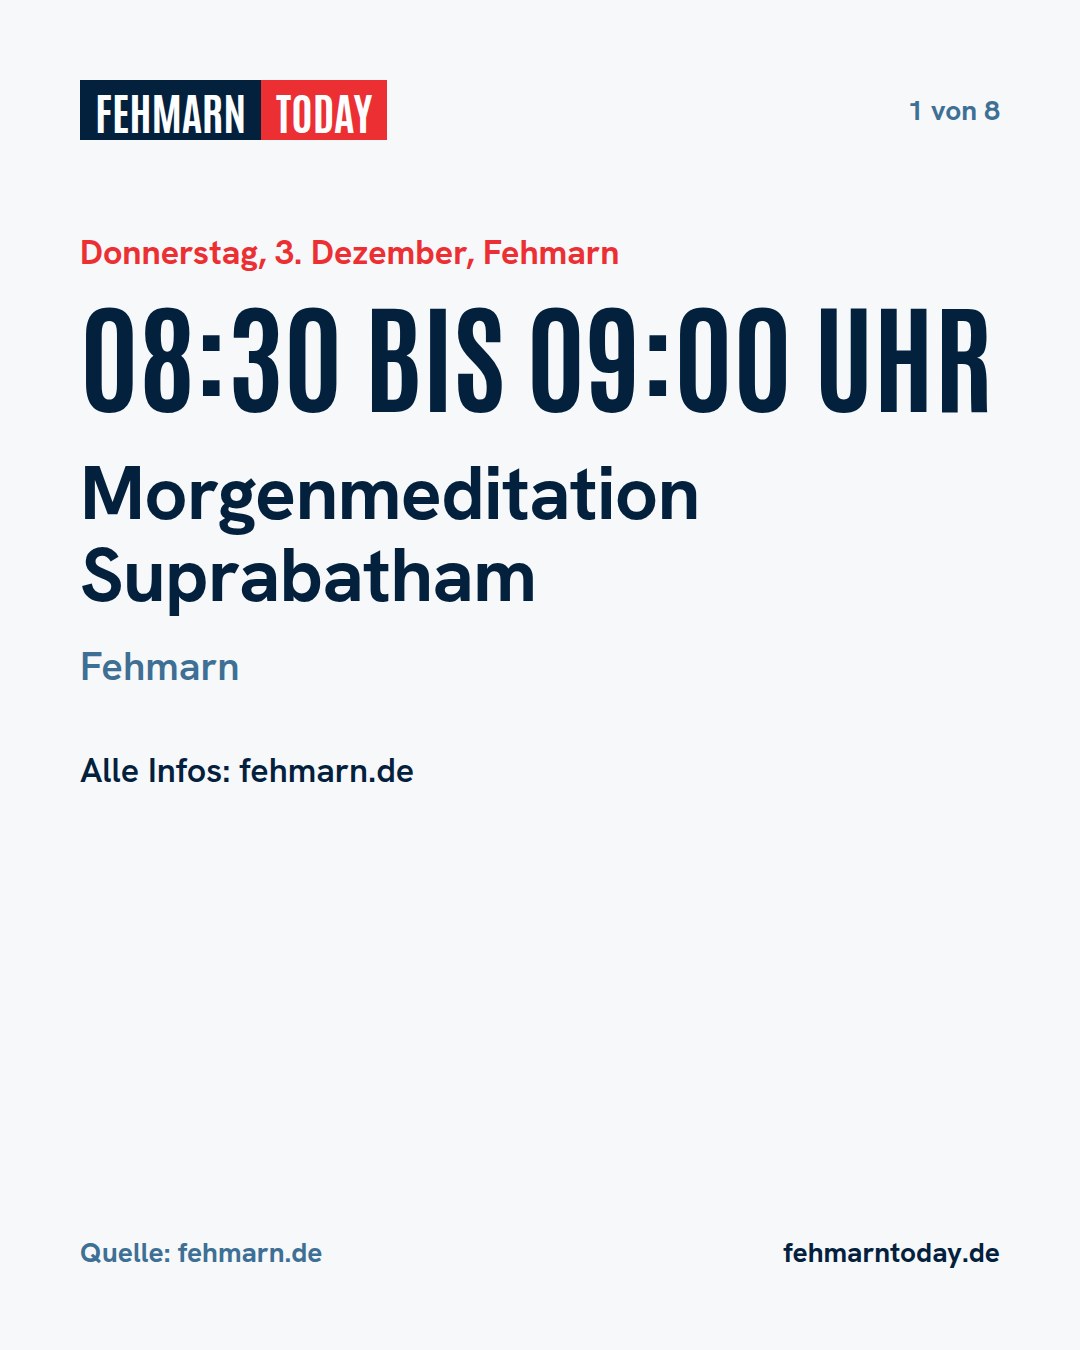 FEHMARN TODAY
1 von 8
Donnerstag, 3. Dezember, Fehmarn
08:30 BIS 09:00 UHR
Morgenmeditation
Suprabatham
Fehmarn
Alle Infos: fehmarn.de
Quelle: fehmarn.de
fehmarntoday.de